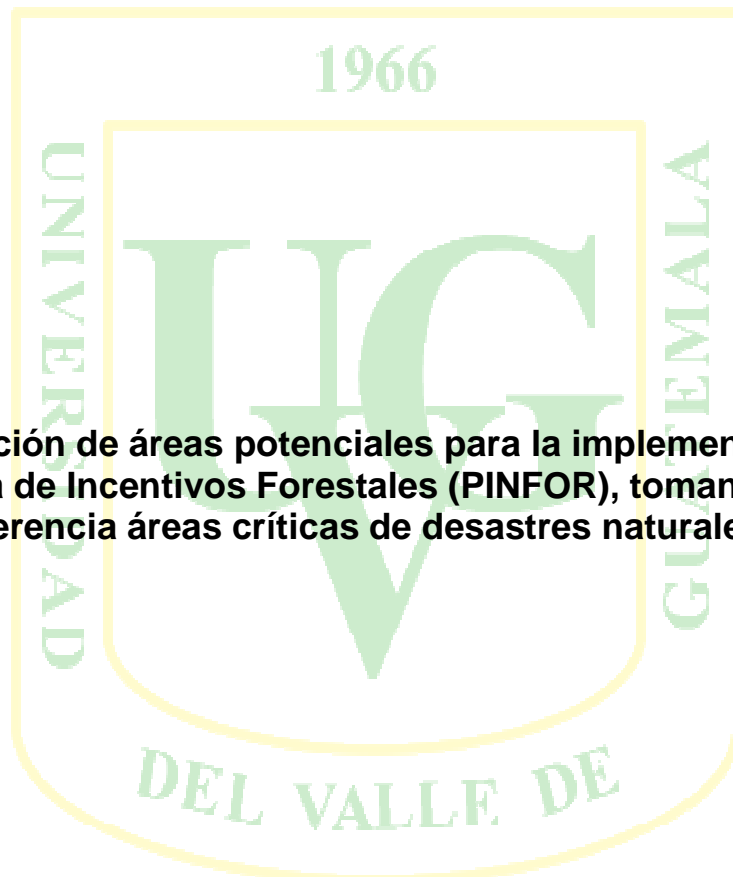 1966
UNIVERSIDAD
GUATEMALA
UVG
ción de áreas potenciales para la implemen
a de Incentivos Forestales (PINFOR), toman
erencia áreas críticas de desastres naturale
DEL VALLE DE